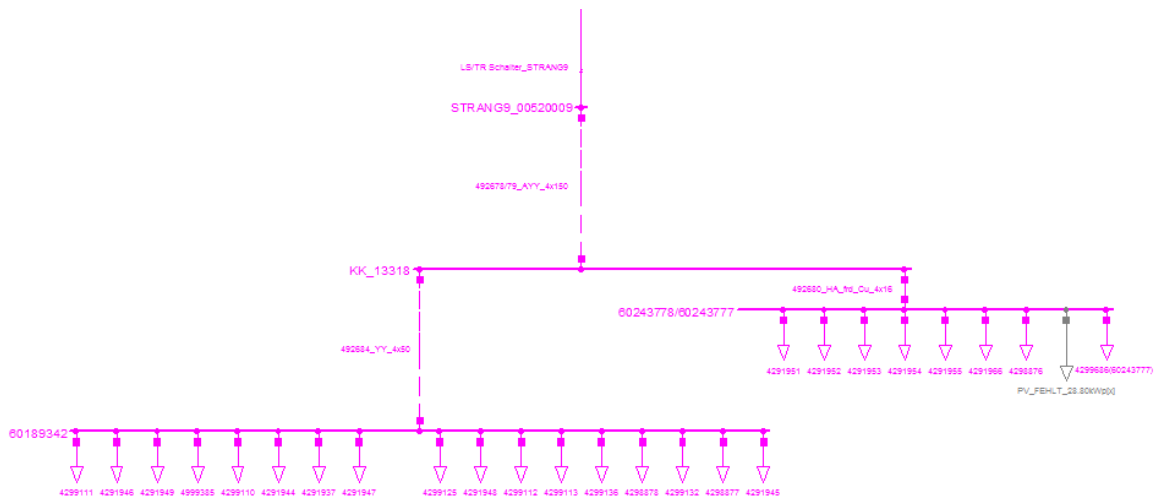 LS/TR Schalter_STRANG9
STRANG9_00520009
492678/79_AYY_4x150
KK_13318
492680_HA_frd_Cu_4x16
60243778/60243777
492684_YY_4x50
4291951 4291952 4291953 4291954 4291955 4291966 4298876 4299686(60243777)
PV_FEHLT_28.80kWp[x]
60189342
4299111 4291946 4291949 4999385 4299110 4291944 4291937 4291947 4299125 4291948 4299112 4299113 4299136 4298878 4299132 4298877 4291945